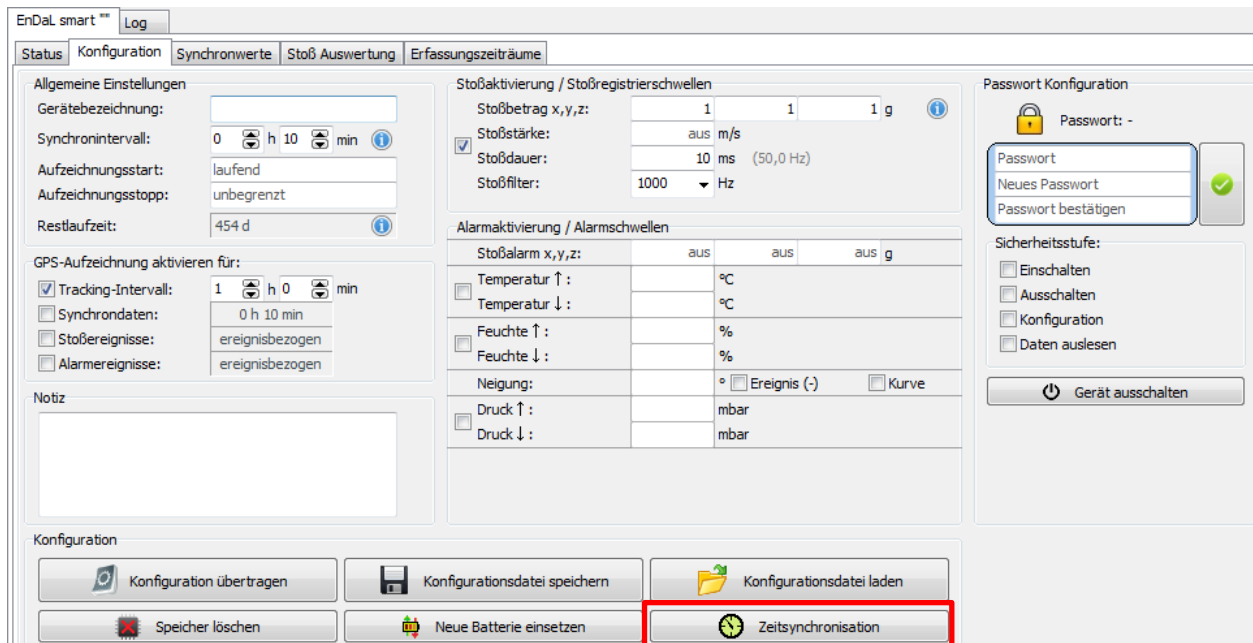 EnDaL smart "" Log
Status Konfiguration Synchronwerte Stoß Auswertung Erfassungszeiträume
Allgemeine Einstellungen
Gerätebezeichnung:
Synchronintervall: 0 h 10 min
Aufzeichnungsstart: laufend
Aufzeichnungsstopp: unbegrenzt
Restlaufzeit: 454 d
GPS-Aufzeichnung aktivieren für:
Tracking-Intervall: 1 h 0 min
Synchrondaten: 0 h 10 min
Stoßereignisse: ereignisbezogen
Alarmereignisse: ereignisbezogen
Notiz
Stoßaktivierung / Stoßregistrierschwellen
Stoßbetrag x,y,z: 1 1 1 g
Stoßstärke: aus m/s
Stoßdauer: 10 ms (50,0 Hz)
Stoßfilter: 1000 Hz
Alarmaktivierung / Alarmschwellen
Stoßalarm x,y,z: aus aus aus g
Temperatur ↑ : °C
Temperatur ↓ : °C
Feuchte ↑ : %
Feuchte ↓ : %
Neigung: ° Ereignis (-) Kurve
Druck ↑ : mbar
Druck ↓ : mbar
Passwort Konfiguration
Passwort: -
Passwort
Neues Passwort
Passwort bestätigen
Sicherheitsstufe:
Einschalten
Ausschalten
Konfiguration
Daten auslesen
Gerät ausschalten
Konfiguration
Konfiguration übertragen Konfigurationsdatei speichern Konfigurationsdatei laden
Speicher löschen Neue Batterie einsetzen Zeitsynchronisation